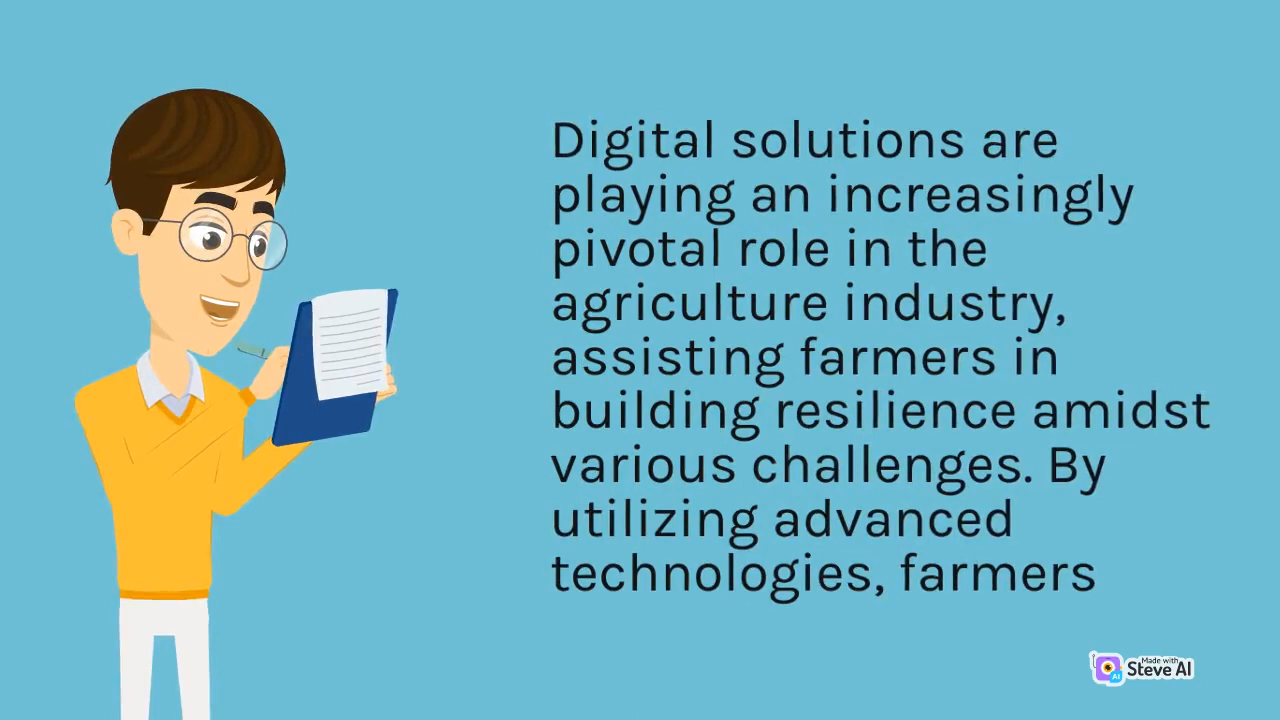 Digital solutions are
playing an increasingly
pivotal role in the
agriculture industry,
assisting farmers in
building resilience amidst
various challenges. By
utilizing advanced
technologies, farmers
Made with
Steve AI
AI